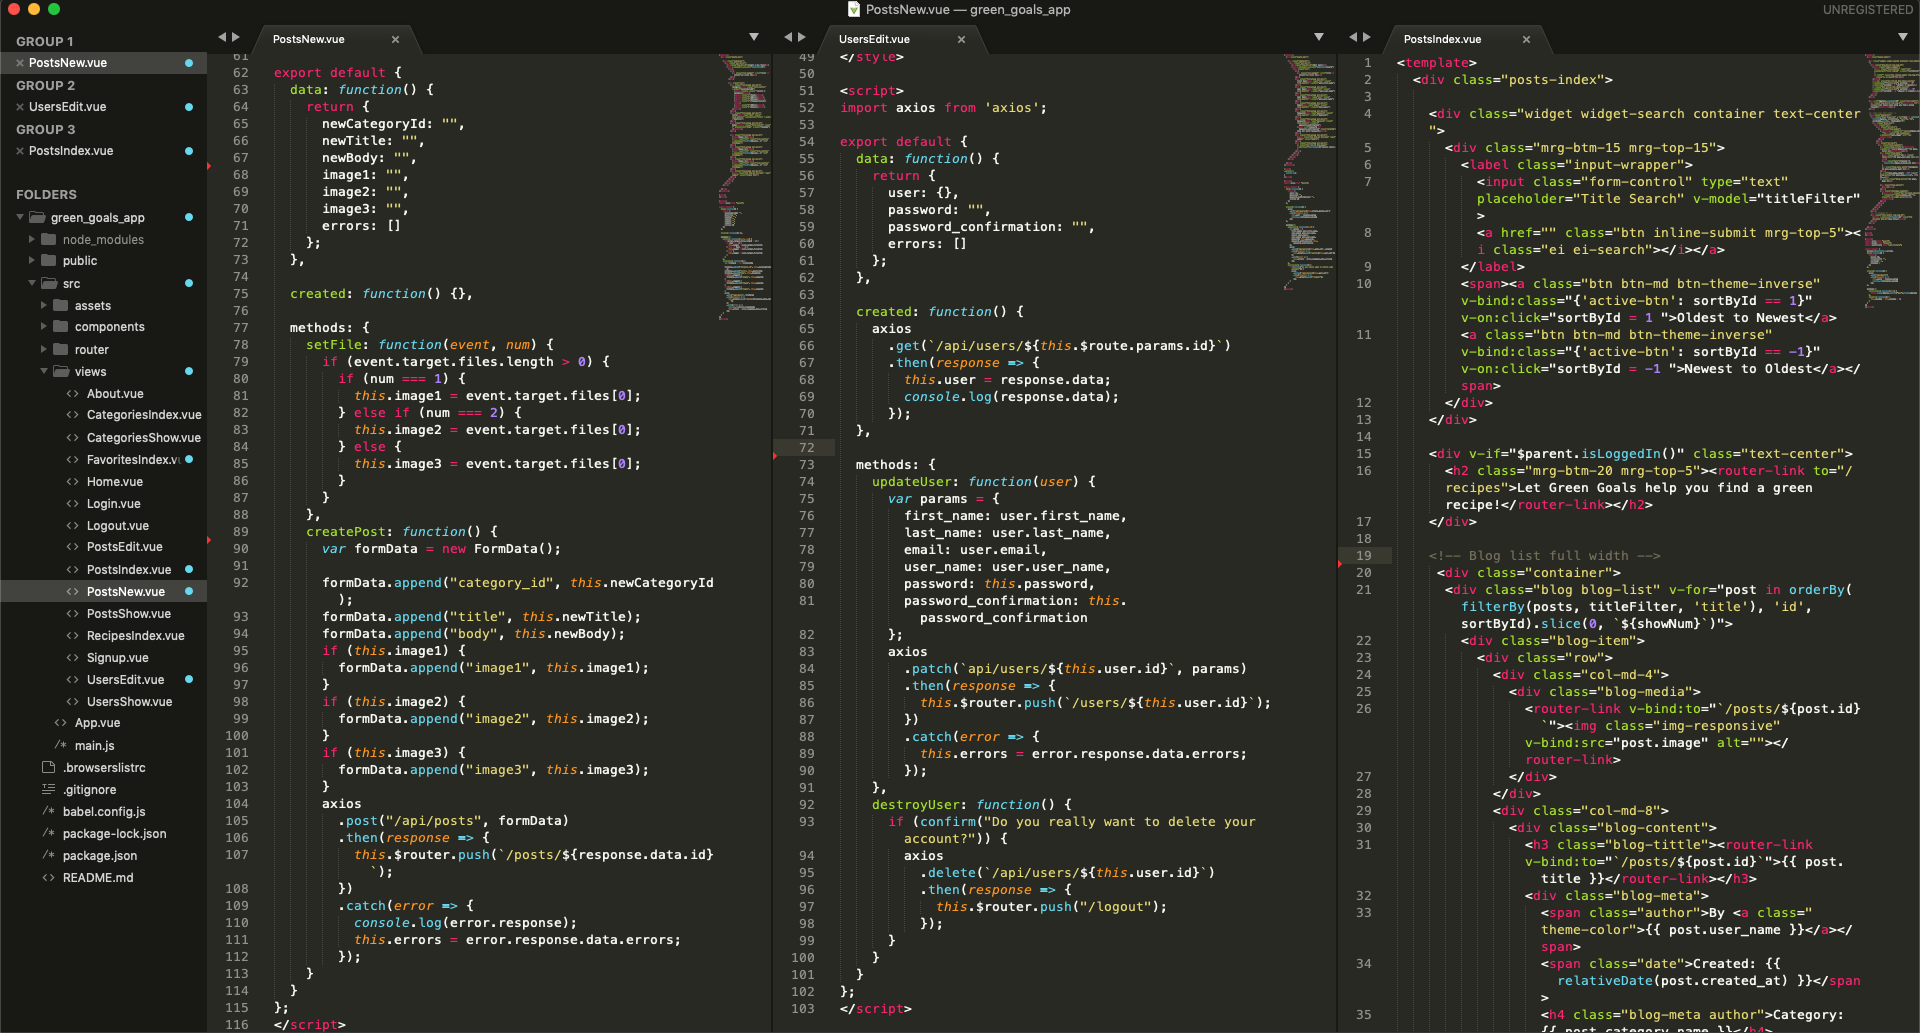 PostsNew.vue — green_goals_app
UNREGISTERED
GROUP 1
PostsNew.vue
GROUP 2
UsersEdit.vue
GROUP 3
PostsIndex.vue
FOLDERS
green_goals_app
node_modules
public
src
assets
components
router
views
About.vue
CategoriesIndex.vue
CategoriesShow.vue
FavoritesIndex.v
Home.vue
Login.vue
Logout.vue
PostsEdit.vue
PostsIndex.vue
PostsNew.vue
PostsShow.vue
RecipesIndex.vue
Signup.vue
UsersEdit.vue
UsersShow.vue
App.vue
/* main.js
.browserslistrc
.gitignore
/* babel.config.js
/* package-lock.json
/* package.json
README.md
PostsNew.vue
61
62 export default {
63 data: function() {
64 return {
65 newCategoryId: "",
66 newTitle: "",
67 newBody: "",
68 image1: "",
69 image2: "",
70 image3: "",
71 errors: []
72 };
73 },
74
75 created: function() {},
76
77 methods: {
78 setFile: function(event, num) {
79 if (event.target.files.length > 0) {
80 if (num === 1) {
81 this.image1 = event.target.files[0];
82 } else if (num === 2) {
83 this.image2 = event.target.files[0];
84 } else {
85 this.image3 = event.target.files[0];
86 }
87 }
88 },
89 createPost: function() {
90 var formData = new FormData();
91
92 formData.append("category_id", this.newCategoryId
);
93 formData.append("title", this.newTitle);
94 formData.append("body", this.newBody);
95 if (this.image1) {
96 formData.append("image1", this.image1);
97 }
98 if (this.image2) {
99 formData.append("image2", this.image2);
100 }
101 if (this.image3) {
102 formData.append("image3", this.image3);
103 }
104 axios
105 .post("/api/posts", formData)
106 .then(response => {
107 this.$router.push(`/posts/${response.data.id}
`);
108 })
109 .catch(error => {
110 console.log(error.response);
111 this.errors = error.response.data.errors;
112 });
113 }
114 }
115 };
116 </script>
UsersEdit.vue
49 </style>
50
51 <script>
52 import axios from 'axios';
53
54 export default {
55 data: function() {
56 return {
57 user: {},
58 password: "",
59 password_confirmation: "",
60 errors: []
61 };
62 },
63
64 created: function() {
65 axios
66 .get(`/api/users/${this.$route.params.id}`)
67 .then(response => {
68 this.user = response.data;
69 console.log(response.data);
70 });
71 },
72
73 methods: {
74 updateUser: function(user) {
75 var params = {
76 first_name: user.first_name,
77 last_name: user.last_name,
78 email: user.email,
79 user_name: user.user_name,
80 password: this.password,
81 password_confirmation: this.
password_confirmation
82 };
83 axios
84 .patch(`api/users/${this.user.id}`, params)
85 .then(response => {
86 this.$router.push(`/users/${this.user.id}`);
87 })
88 .catch(error => {
89 this.errors = error.response.data.errors;
90 });
91 },
92 destroyUser: function() {
93 if (confirm("Do you really want to delete your
account?")) {
94 axios
95 .delete(`/api/users/${this.user.id}`)
96 .then(response => {
97 this.$router.push("/logout");
98 });
99 }
100 }
101 }
102 };
103 </script>
PostsIndex.vue
1 <template>
2 <div class="posts-index">
3
4 <div class="widget widget-search container text-center
">
5 <div class="mrg-btm-15 mrg-top-15">
6 <label class="input-wrapper">
7 <input class="form-control" type="text"
placeholder="Title Search" v-model="titleFilter"
>
8 <a href="" class="btn inline-submit mrg-top-5"><
i class="ei ei-search"></i></a>
9 </label>
10 <span><a class="btn btn-md btn-theme-inverse"
v-bind:class="{'active-btn': sortById == 1}"
v-on:click="sortById = 1 ">Oldest to Newest</a>
11 <a class="btn btn-md btn-theme-inverse"
v-bind:class="{'active-btn': sortById == -1}"
v-on:click="sortById = -1 ">Newest to Oldest</a></
span>
12 </div>
13 </div>
14
15 <div v-if="$parent.isLoggedIn()" class="text-center">
16 <h2 class="mrg-btm-20 mrg-top-5"><router-link to="/
recipes">Let Green Goals help you find a green
recipe!</router-link></h2>
17 </div>
18
19 <!-- Blog list full width -->
20 <div class="container">
21 <div class="blog blog-list" v-for="post in orderBy(
filterBy(posts, titleFilter, 'title'), 'id',
sortById).slice(0, `${showNum}`)">
22 <div class="blog-item">
23 <div class="row">
24 <div class="col-md-4">
25 <div class="blog-media">
26 <router-link v-bind:to="`/posts/${post.id}
`"><img class="img-responsive"
v-bind:src="post.image" alt=""></
router-link>
27 </div>
28 </div>
29 <div class="col-md-8">
30 <div class="blog-content">
31 <h3 class="blog-tittle"><router-link
v-bind:to="`/posts/${post.id}`">{{ post.
title }}</router-link></h3>
32 <div class="blog-meta">
33 <span class="author">By <a class="
theme-color">{{ post.user_name }}</a></
span>
34 <span class="date">Created: {{
relativeDate(post.created_at) }}</span
>
35 <h4 class="blog-meta author">Category:
{{ post.category_name }}</h4>